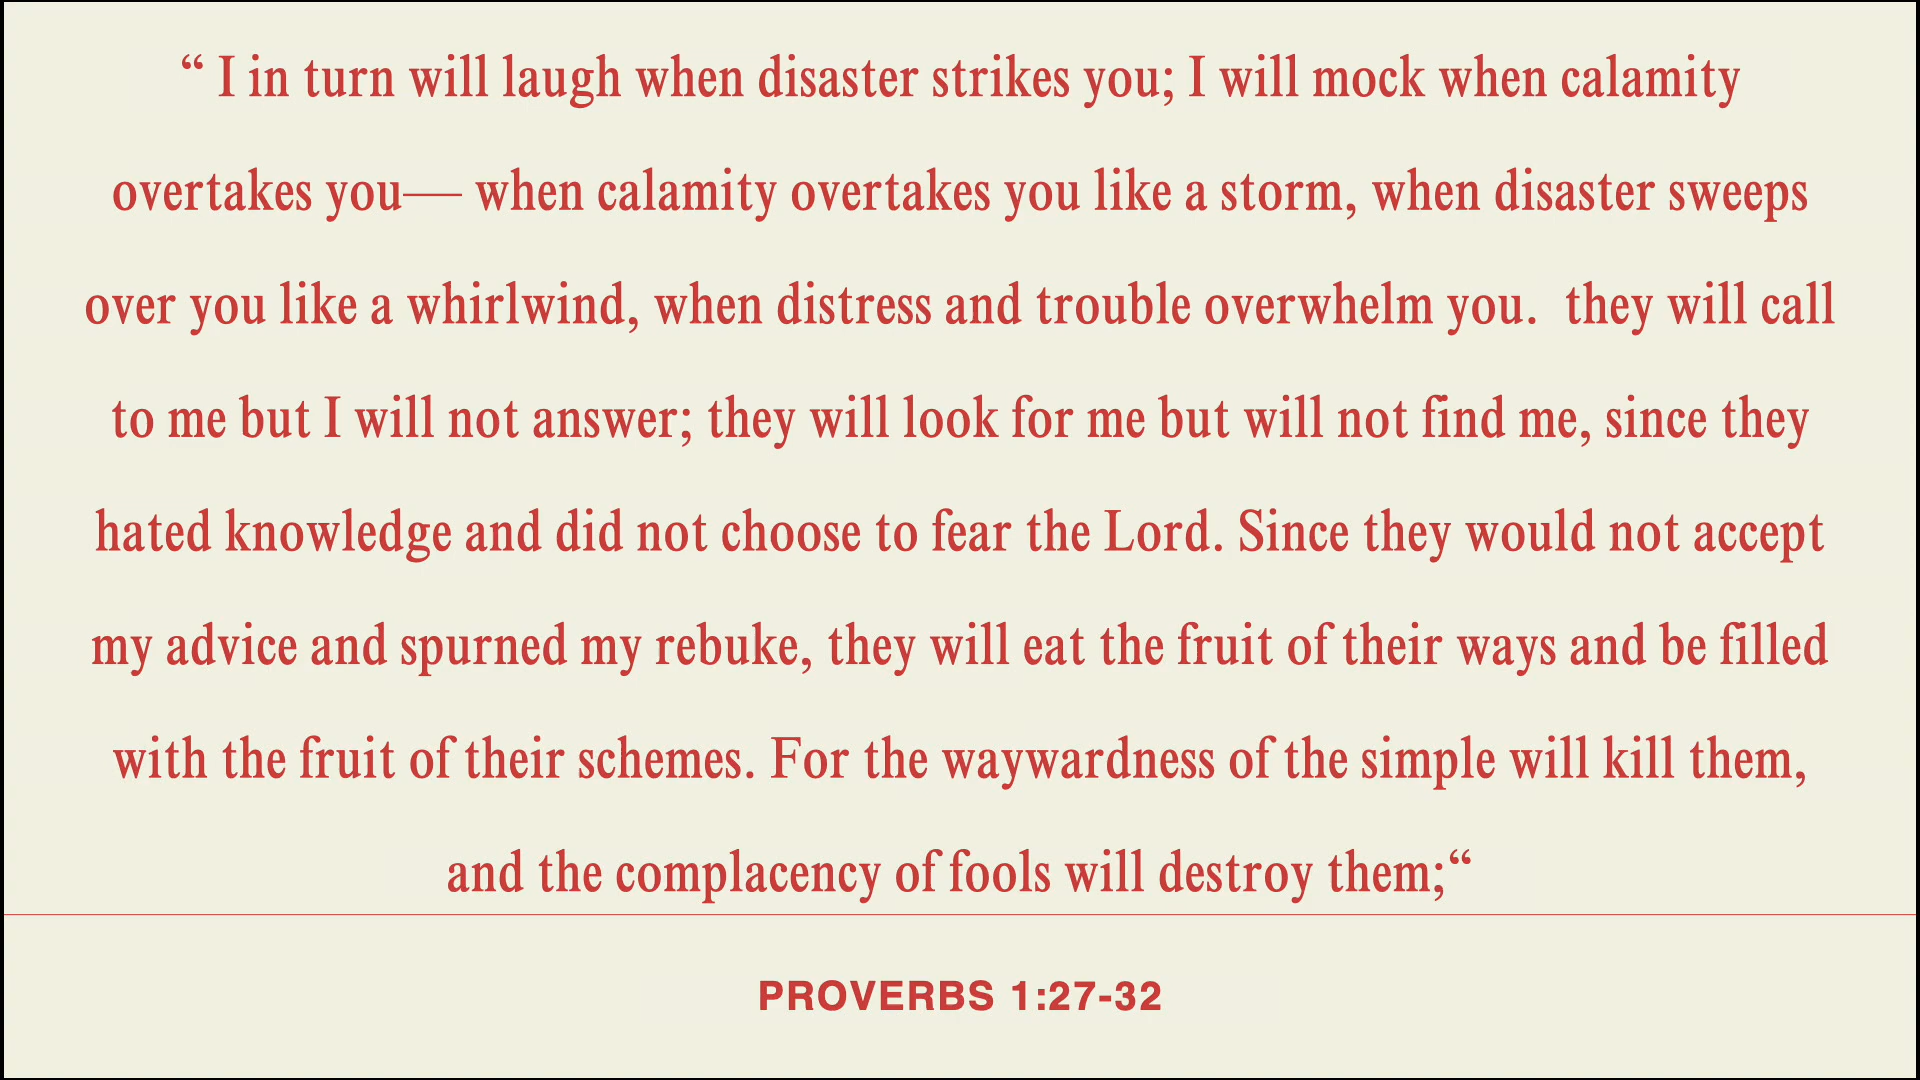 “ I in turn will laugh when disaster strikes you; I will mock when calamity
overtakes you— when calamity overtakes you like a storm, when disaster sweeps
over you like a whirlwind, when distress and trouble overwhelm you.  they will call
to me but I will not answer; they will look for me but will not find me, since they
hated knowledge and did not choose to fear the Lord. Since they would not accept
my advice and spurned my rebuke, they will eat the fruit of their ways and be filled
with the fruit of their schemes. For the waywardness of the simple will kill them,
and the complacency of fools will destroy them;“
PROVERBS 1:27-32